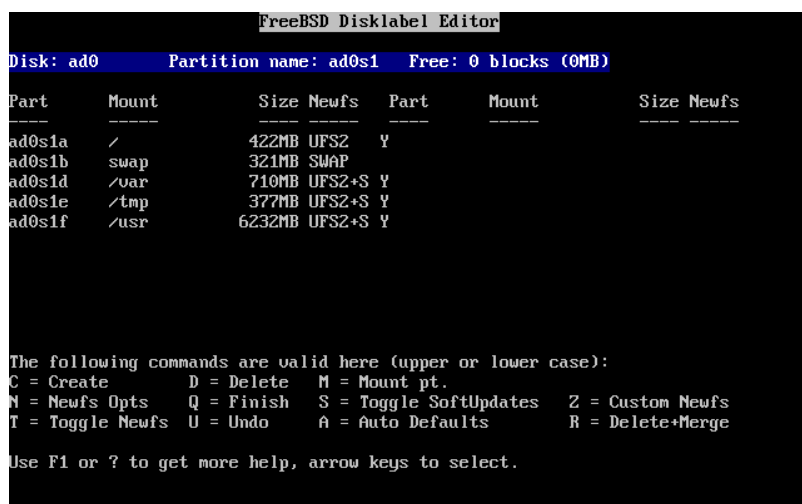 FreeBSD Disklabel Editor
Disk: ad0 Partition name: ad0s1 Free: 0 blocks (0MB)
Part Mount Size Newfs Part Mount Size Newfs
---- ----- ---- ----- ---- ----- ---- -----
ad0s1a / 422MB UFS2 Y
ad0s1b swap 321MB SWAP
ad0s1d /var 710MB UFS2+S Y
ad0s1e /tmp 377MB UFS2+S Y
ad0s1f /usr 6232MB UFS2+S Y
The following commands are valid here (upper or lower case):
C = Create D = Delete M = Mount pt.
N = Newfs Opts Q = Finish S = Toggle SoftUpdates Z = Custom Newfs
T = Toggle Newfs U = Undo A = Auto Defaults R = Delete+Merge
Use F1 or ? to get more help, arrow keys to select.